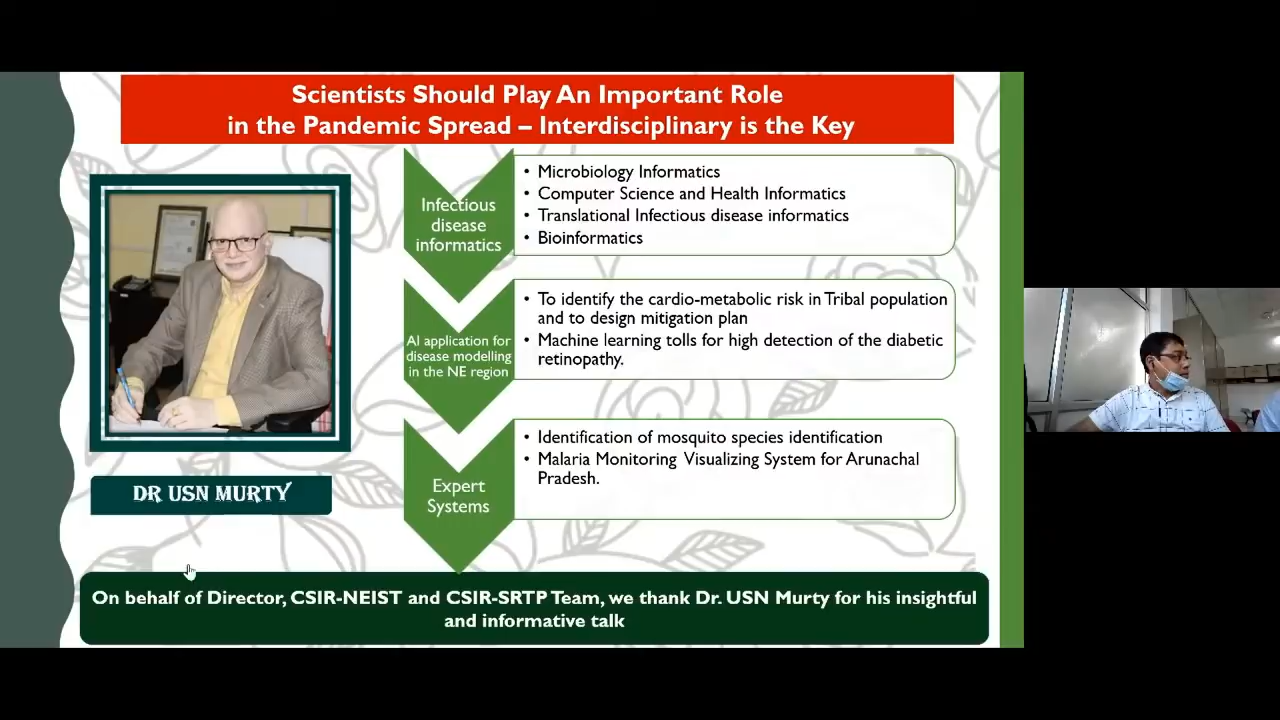 Scientists Should Play An Important Role
in the Pandemic Spread – Interdisciplinary is the Key
Infectious
disease
informatics
• Microbiology Informatics
• Computer Science and Health Informatics
• Translational Infectious disease informatics
• Bioinformatics
AI application for
disease modelling
in the NE region
• To identify the cardio-metabolic risk in Tribal population
and to design mitigation plan
• Machine learning tolls for high detection of the diabetic
retinopathy.
Expert
Systems
• Identification of mosquito species identification
• Malaria Monitoring Visualizing System for Arunachal
Pradesh.
DR USN MURTY
On behalf of Director, CSIR-NEIST and CSIR-SRTP Team, we thank Dr. USN Murty for his insightful
and informative talk